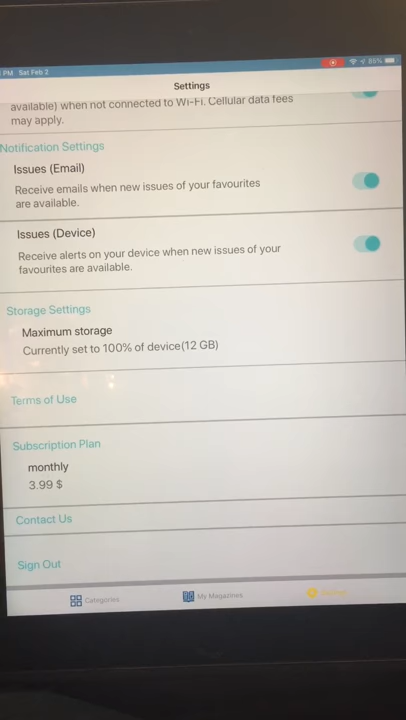 PM Sat Feb 2
85%
Settings
available) when not connected to Wi-Fi. Cellular data fees
may apply.
Notification Settings
Issues (Email)
Receive emails when new issues of your favourites
are available.
Issues (Device)
Receive alerts on your device when new issues of your
favourites are available.
Storage Settings
Maximum storage
Currently set to 100% of device(12 GB)
Terms of Use
Subscription Plan
monthly
3.99 $
Contact Us
Sign Out
Categories
My Magazines